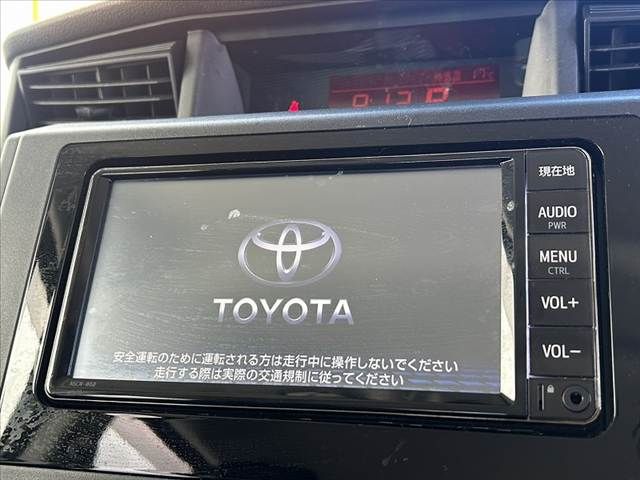 現在地
AUDIO
PWR
MENU
CTRL
VOL+
VOL−
TOYOTA
安全運転のために運転される方は走行中に操作しないでください
走行する際は実際の交通規制に従ってください